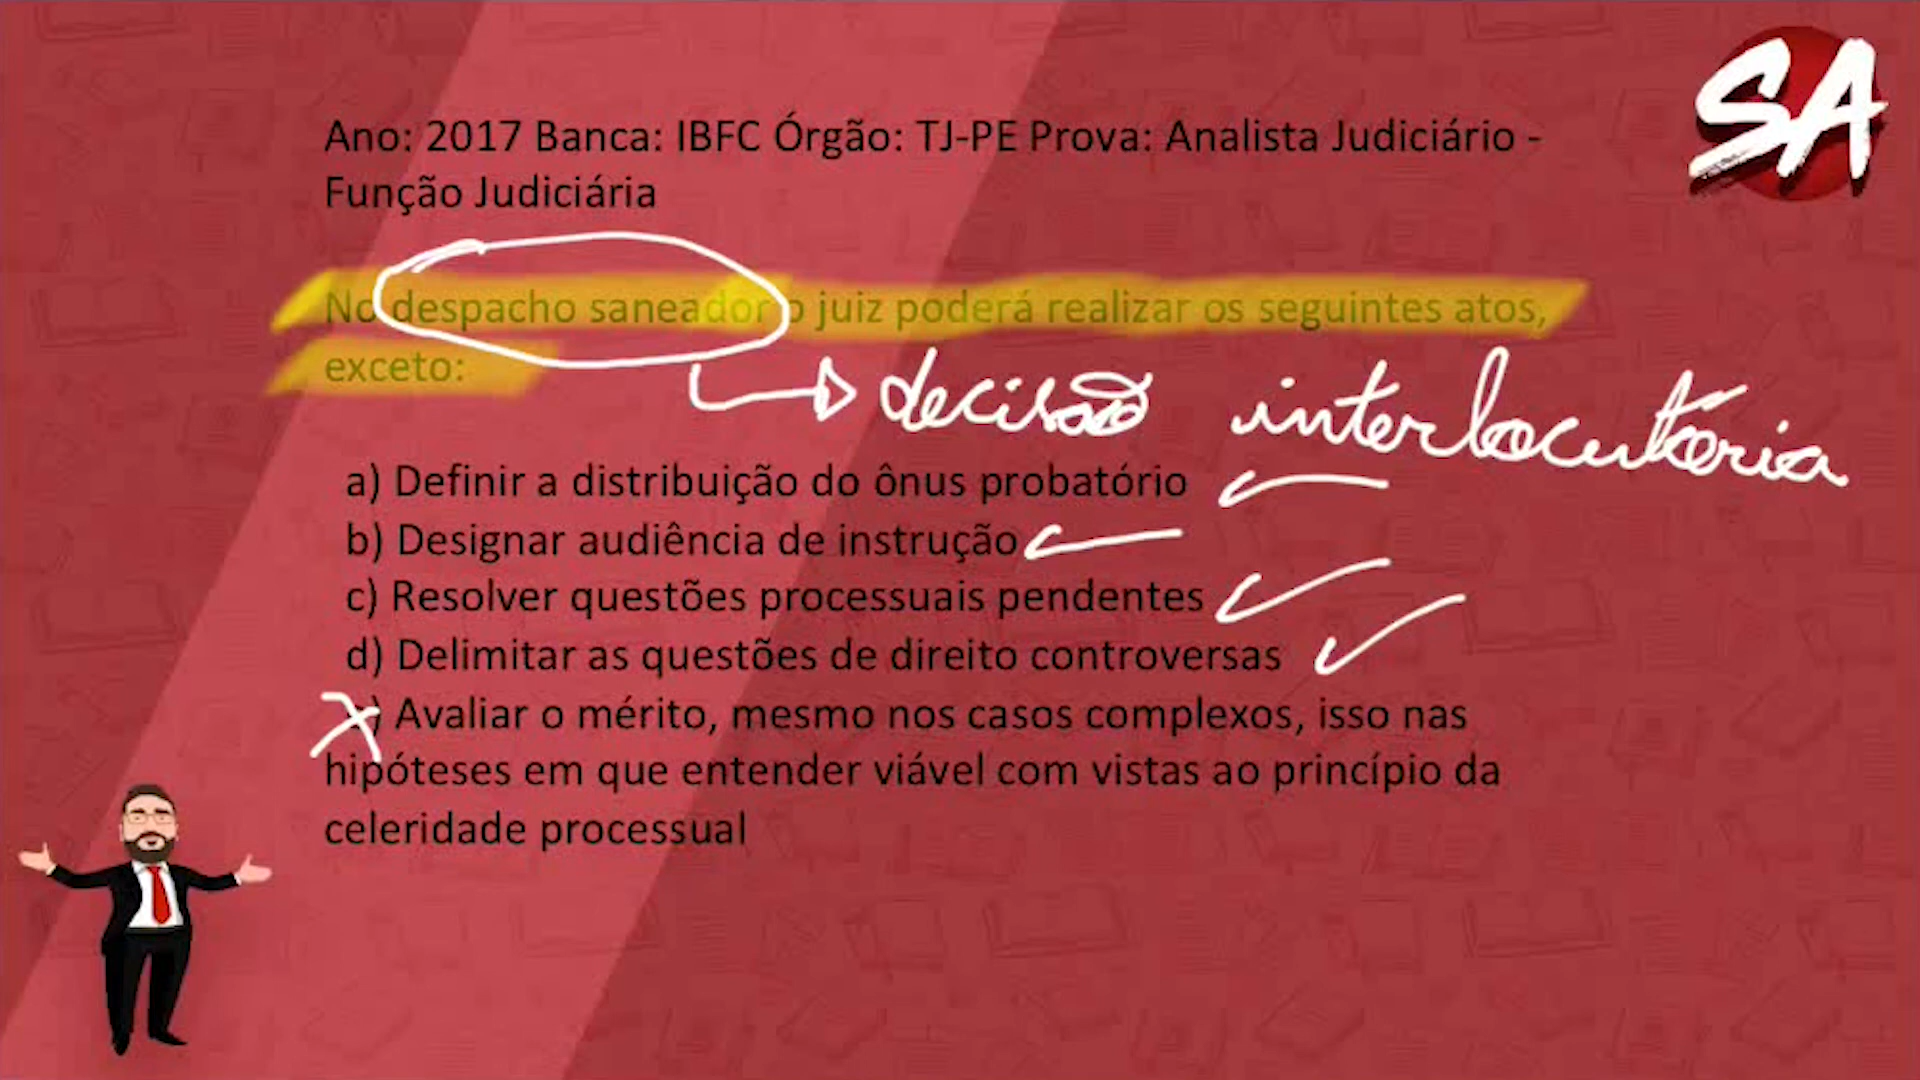 SA
Ano: 2017 Banca: IBFC Órgão: TJ-PE Prova: Analista Judiciário -
Função Judiciária
No despacho saneador o juiz poderá realizar os seguintes atos,
exceto:
decisão interlocutória
a) Definir a distribuição do ônus probatório
b) Designar audiência de instrução
c) Resolver questões processuais pendentes
d) Delimitar as questões de direito controversas
Avaliar o mérito, mesmo nos casos complexos, isso nas
hipóteses em que entender viável com vistas ao princípio da
celeridade processual